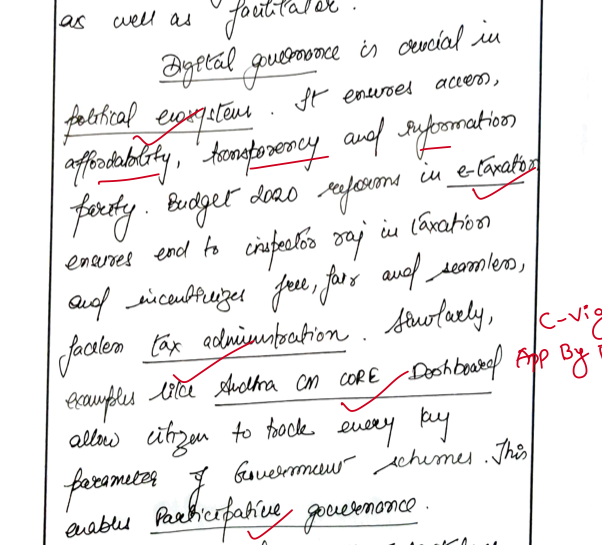 as well as facilitator.
Digital governance is crucial in
political ecosystem. It ensures access,
affordability, transparency and information
parity. Budget 2020 reforms in e-taxation
ensures end to inspector raj in taxation
and incentivizes free, fair and seamless,
faceless tax administration. Similarly,
C-Vig
examples like Andhra CM CORE Dashboard
App By
allow citizen to track every key
parameter of Government schemes. This
enables Participative governance.